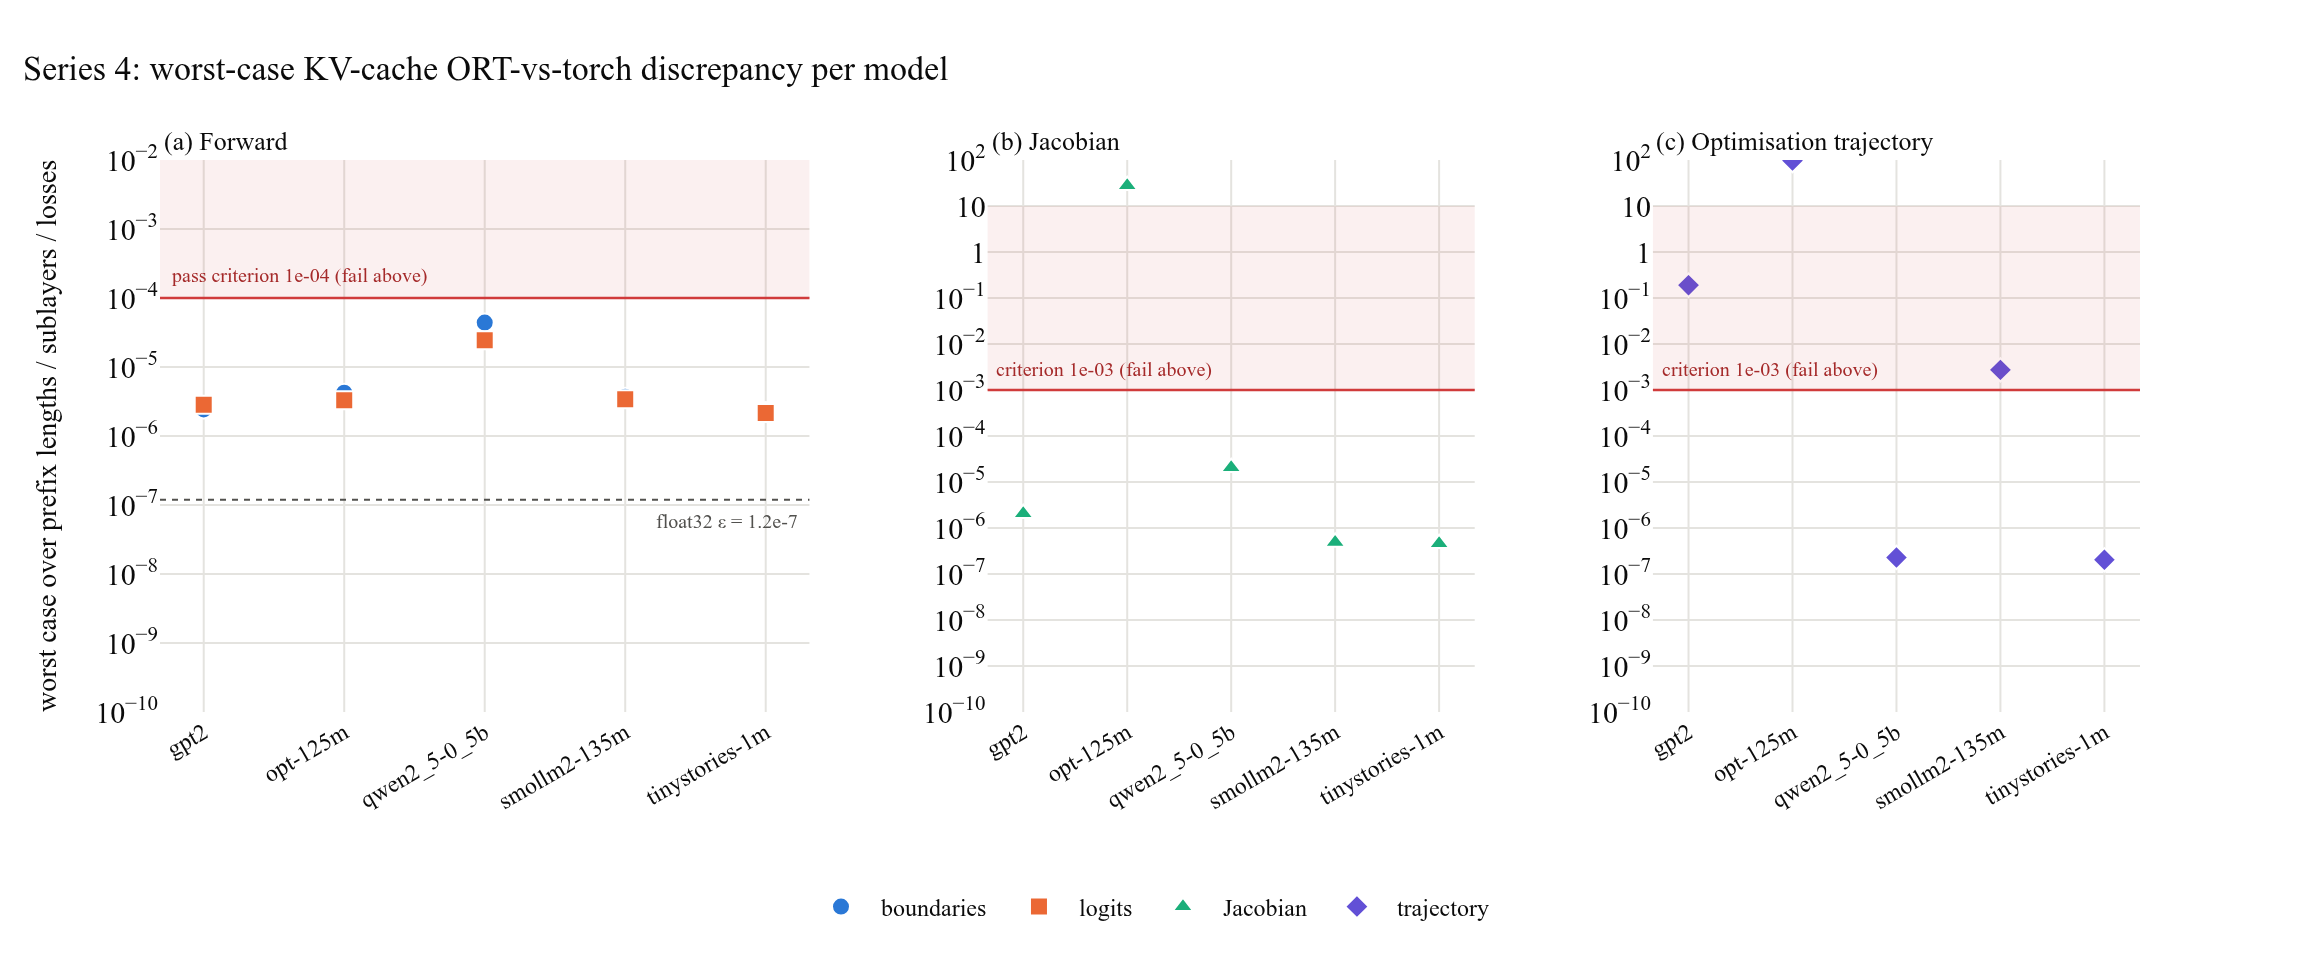 Series 4: worst-case KV-cache ORT-vs-torch discrepancy per model
(a) Forward
worst case over prefix lengths / sublayers / losses
10⁻²
10⁻³
10⁻⁴
10⁻⁵
10⁻⁶
10⁻⁷
10⁻⁸
10⁻⁹
10⁻¹⁰
pass criterion 1e-04 (fail above)
float32 ε = 1.2e-7
gpt2
opt-125m
qwen2_5-0_5b
smollm2-135m
tinystories-1m
(b) Jacobian
10²
10
1
10⁻¹
10⁻²
10⁻³
10⁻⁴
10⁻⁵
10⁻⁶
10⁻⁷
10⁻⁸
10⁻⁹
10⁻¹⁰
criterion 1e-03 (fail above)
gpt2
opt-125m
qwen2_5-0_5b
smollm2-135m
tinystories-1m
(c) Optimisation trajectory
10²
10
1
10⁻¹
10⁻²
10⁻³
10⁻⁴
10⁻⁵
10⁻⁶
10⁻⁷
10⁻⁸
10⁻⁹
10⁻¹⁰
criterion 1e-03 (fail above)
gpt2
opt-125m
qwen2_5-0_5b
smollm2-135m
tinystories-1m
boundaries
logits
Jacobian
trajectory